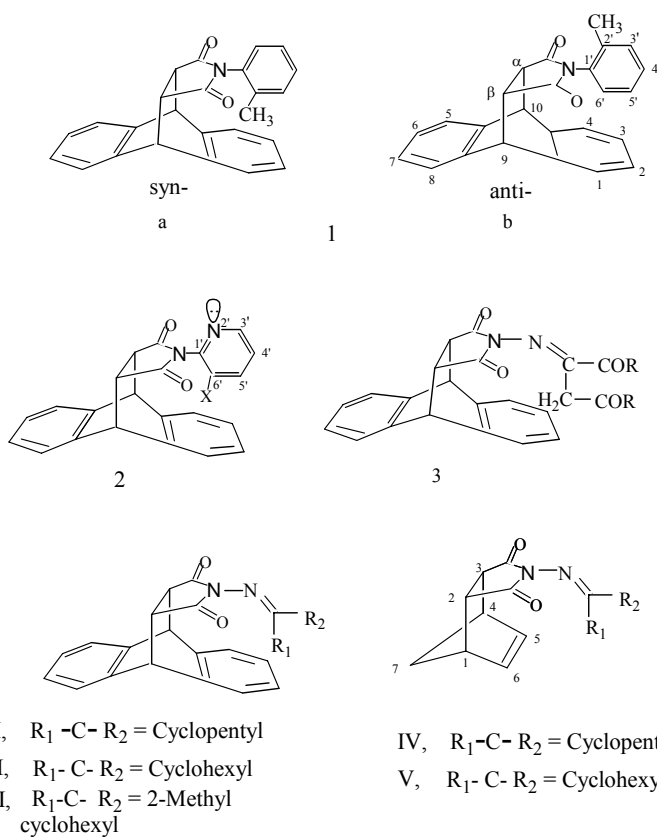 O
N
O
CH₃
syn-
a
O
N
O
CH₃
1' 2' 3' 4 5' 6'
α
β
10
5 6 7 8 9
4 3 2 1
anti-
b
1
O
N
O
N
1' 2' 3' 4' 5' 6'
X
2
O
N
O
N
COR
H₂C
COR
3
O
N
O
N
R₂
R₁
O
N
O
N
R₂
R₁
3 2 4 5 6 1 7
I, R₁ -C- R₂ = Cyclopentyl
I, R₁- C- R₂ = Cyclohexyl
I, R₁-C- R₂ = 2-Methyl
cyclohexyl
IV, R₁-C- R₂ = Cyclopent
V, R₁- C- R₂ = Cyclohexy